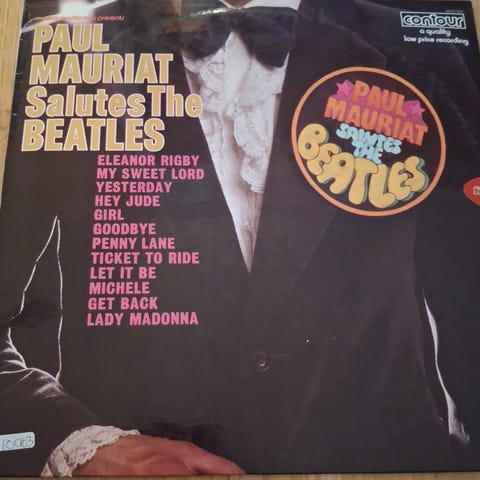 presents
PAUL
MAURIAT
Salutes The
BEATLES
ELEANOR RIGBY
MY SWEET LORD
YESTERDAY
HEY JUDE
GIRL
GOODBYE
PENNY LANE
TICKET TO RIDE
LET IT BE
MICHELE
GET BACK
LADY MADONNA
contour
a quality
low price recording
PAUL
MAURIAT
SALUTES
THE
BEATLES
10,063